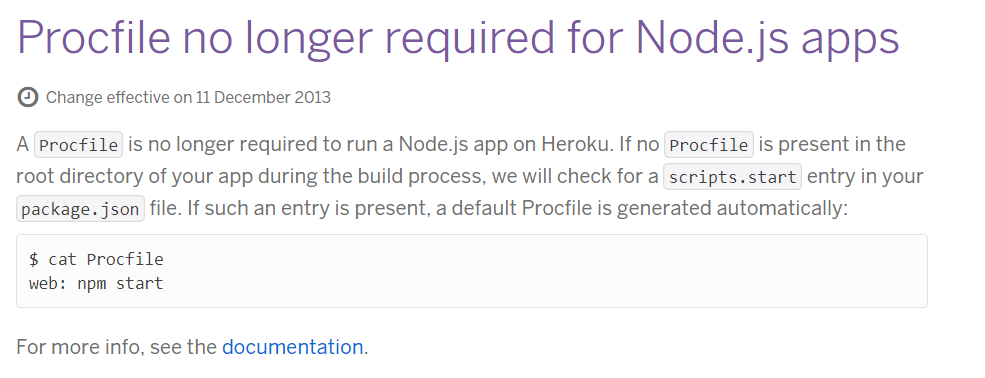 Procfile no longer required for Node.js apps
Change effective on 11 December 2013
A Procfile is no longer required to run a Node.js app on Heroku. If no Procfile is present in the
root directory of your app during the build process, we will check for a scripts.start entry in your
package.json file. If such an entry is present, a default Procfile is generated automatically:
$ cat Procfile
web: npm start
For more info, see the documentation.